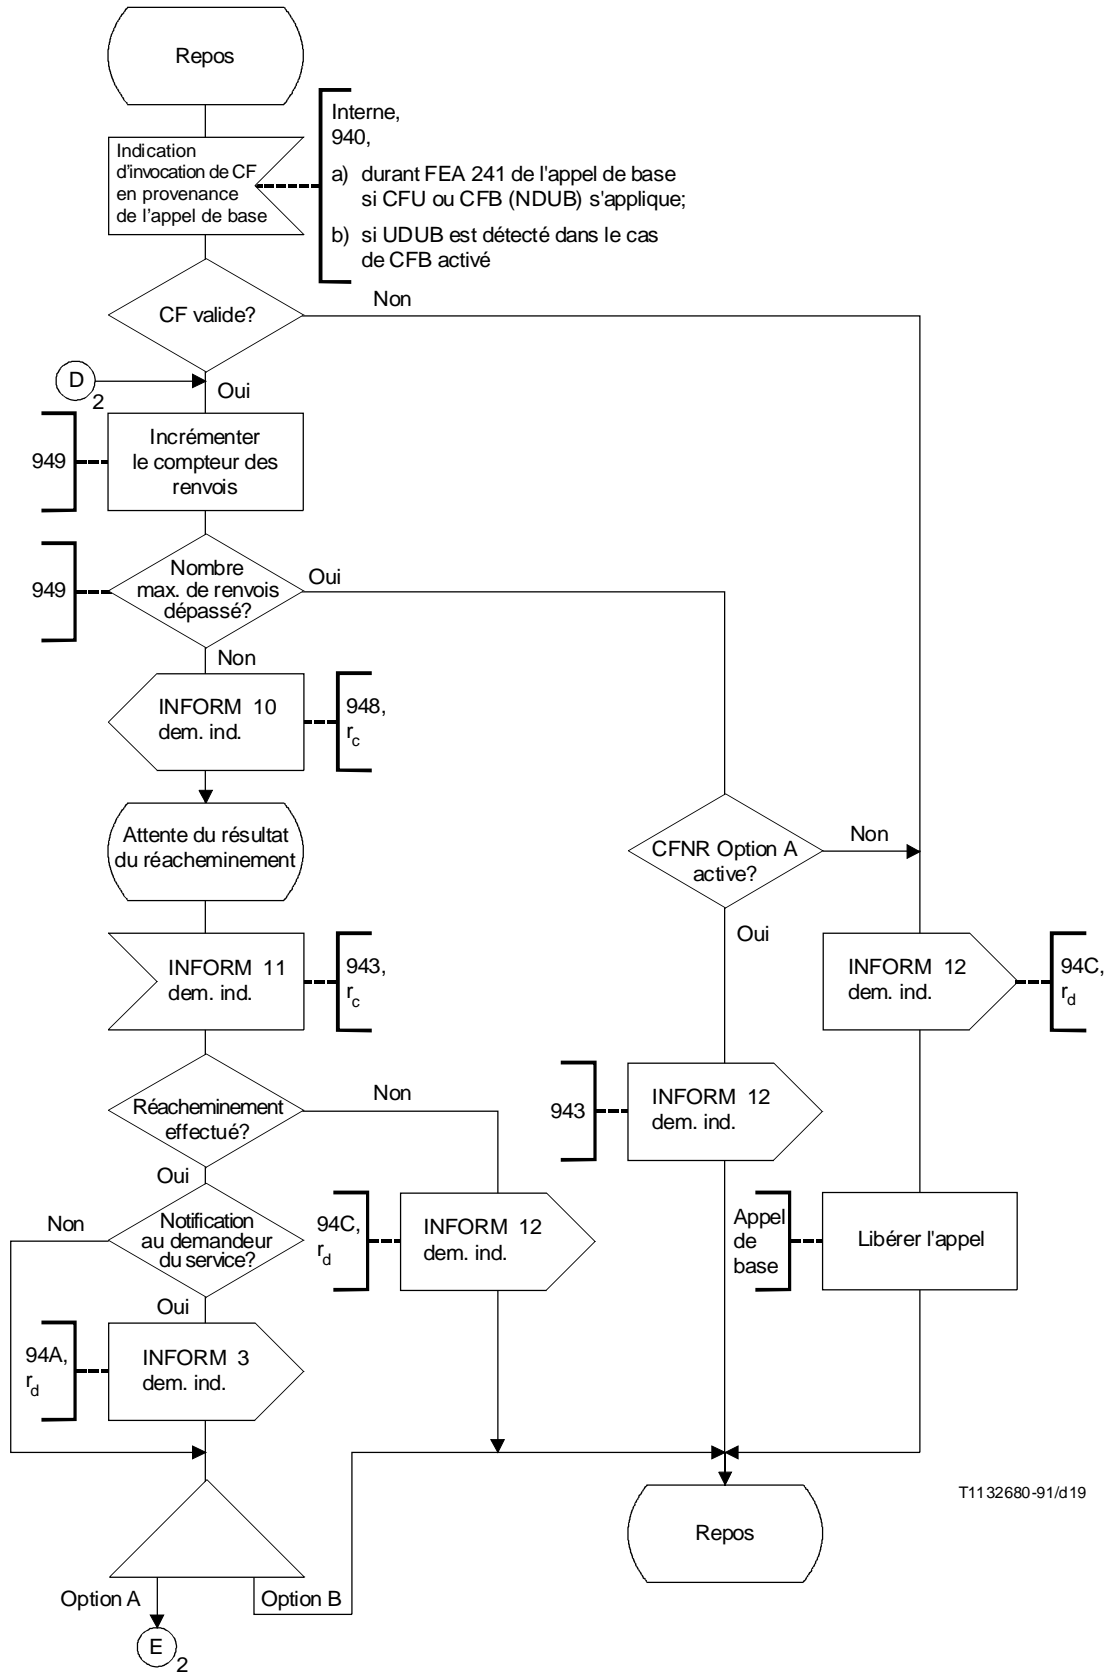 Repos
Indication
d'invocation de CF
en provenance
de l'appel de base
Interne,
940,
a) durant FEA 241 de l'appel de base
si CFU ou CFB (NDUB) s'applique;
b) si UDUB est détecté dans le cas
de CFB activé
CF valide?
Non
D
2
Oui
949
Incrémenter
le compteur des
renvois
949
Nombre
max. de renvois
dépassé?
Oui
Non
INFORM 10
dem. ind.
948,
rc
Attente du résultat
du réacheminement
CFNR Option A
active?
Non
Oui
INFORM 11
dem. ind.
943,
rc
INFORM 12
dem. ind.
94C,
rd
Réacheminement
effectué?
Non
Oui
943
INFORM 12
dem. ind.
Non
Notification
au demandeur
du service?
Oui
94C,
rd
INFORM 12
dem. ind.
Appel
de
base
Libérer l'appel
94A,
rd
INFORM 3
dem. ind.
T1132680-91/d19
Repos
Option A
Option B
E
2